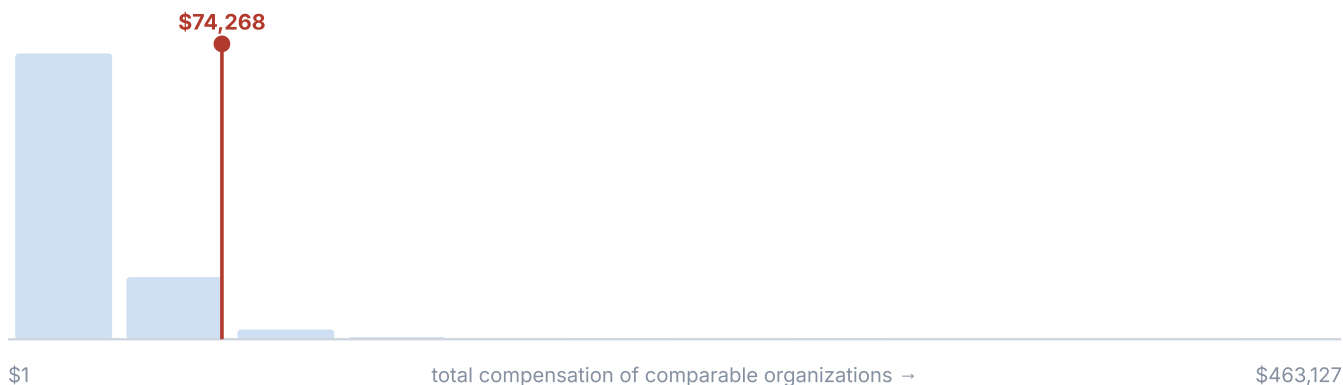 $74,268
$1 total compensation of comparable organizations → $463,127